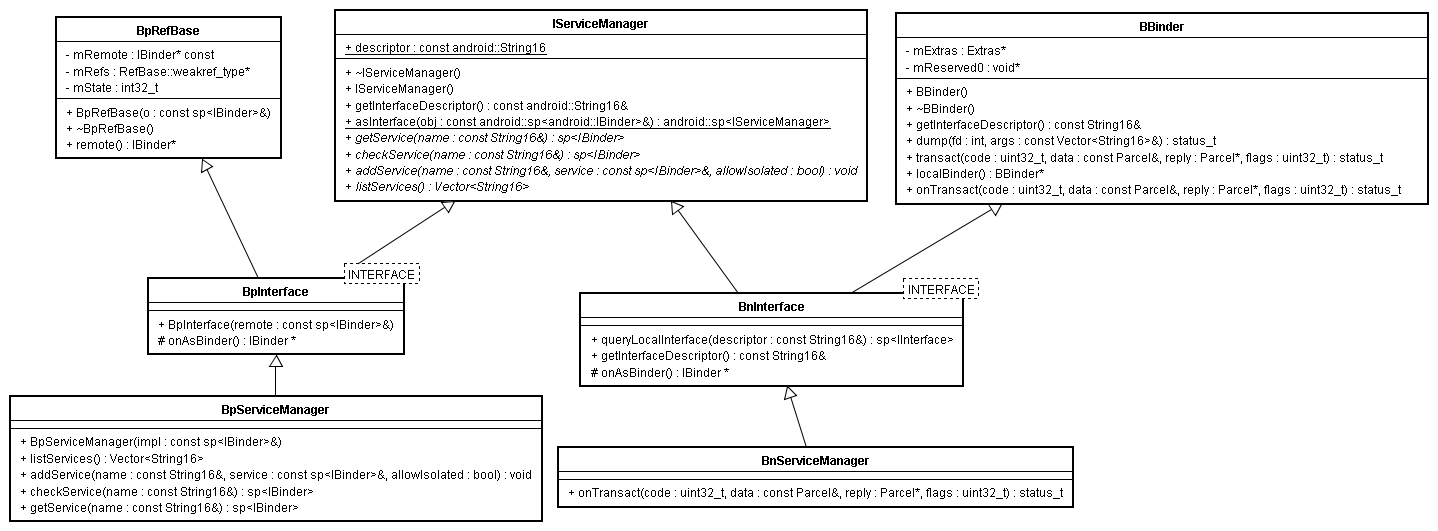 BpRefBase
- mRemote : IBinder* const
- mRefs : RefBase::weakref_type*
- mState : int32_t
+ BpRefBase(o : const sp<IBinder>&)
+ ~BpRefBase()
+ remote() : IBinder*
IServiceManager
+ descriptor : const android::String16
+ ~IServiceManager()
+ IServiceManager()
+ getInterfaceDescriptor() : const android::String16&
+ asInterface(obj : const android::sp<android::IBinder>&) : android::sp<IServiceManager>
+ getService(name : const String16&) : sp<IBinder>
+ checkService(name : const String16&) : sp<IBinder>
+ addService(name : const String16&, service : const sp<IBinder>&, allowIsolated : bool) : void
+ listServices() : Vector<String16>
BBinder
- mExtras : Extras*
- mReserved0 : void*
+ BBinder()
+ ~BBinder()
+ getInterfaceDescriptor() : const String16&
+ dump(fd : int, args : const Vector<String16>&) : status_t
+ transact(code : uint32_t, data : const Parcel&, reply : Parcel*, flags : uint32_t) : status_t
+ localBinder() : BBinder*
+ onTransact(code : uint32_t, data : const Parcel&, reply : Parcel*, flags : uint32_t) : status_t
INTERFACE
BpInterface
+ BpInterface(remote : const sp<IBinder>&)
# onAsBinder() : IBinder *
INTERFACE
BnInterface
+ queryLocalInterface(descriptor : const String16&) : sp<IInterface>
+ getInterfaceDescriptor() : const String16&
# onAsBinder() : IBinder *
BpServiceManager
+ BpServiceManager(impl : const sp<IBinder>&)
+ listServices() : Vector<String16>
+ addService(name : const String16&, service : const sp<IBinder>&, allowIsolated : bool) : void
+ checkService(name : const String16&) : sp<IBinder>
+ getService(name : const String16&) : sp<IBinder>
BnServiceManager
+ onTransact(code : uint32_t, data : const Parcel&, reply : Parcel*, flags : uint32_t) : status_t